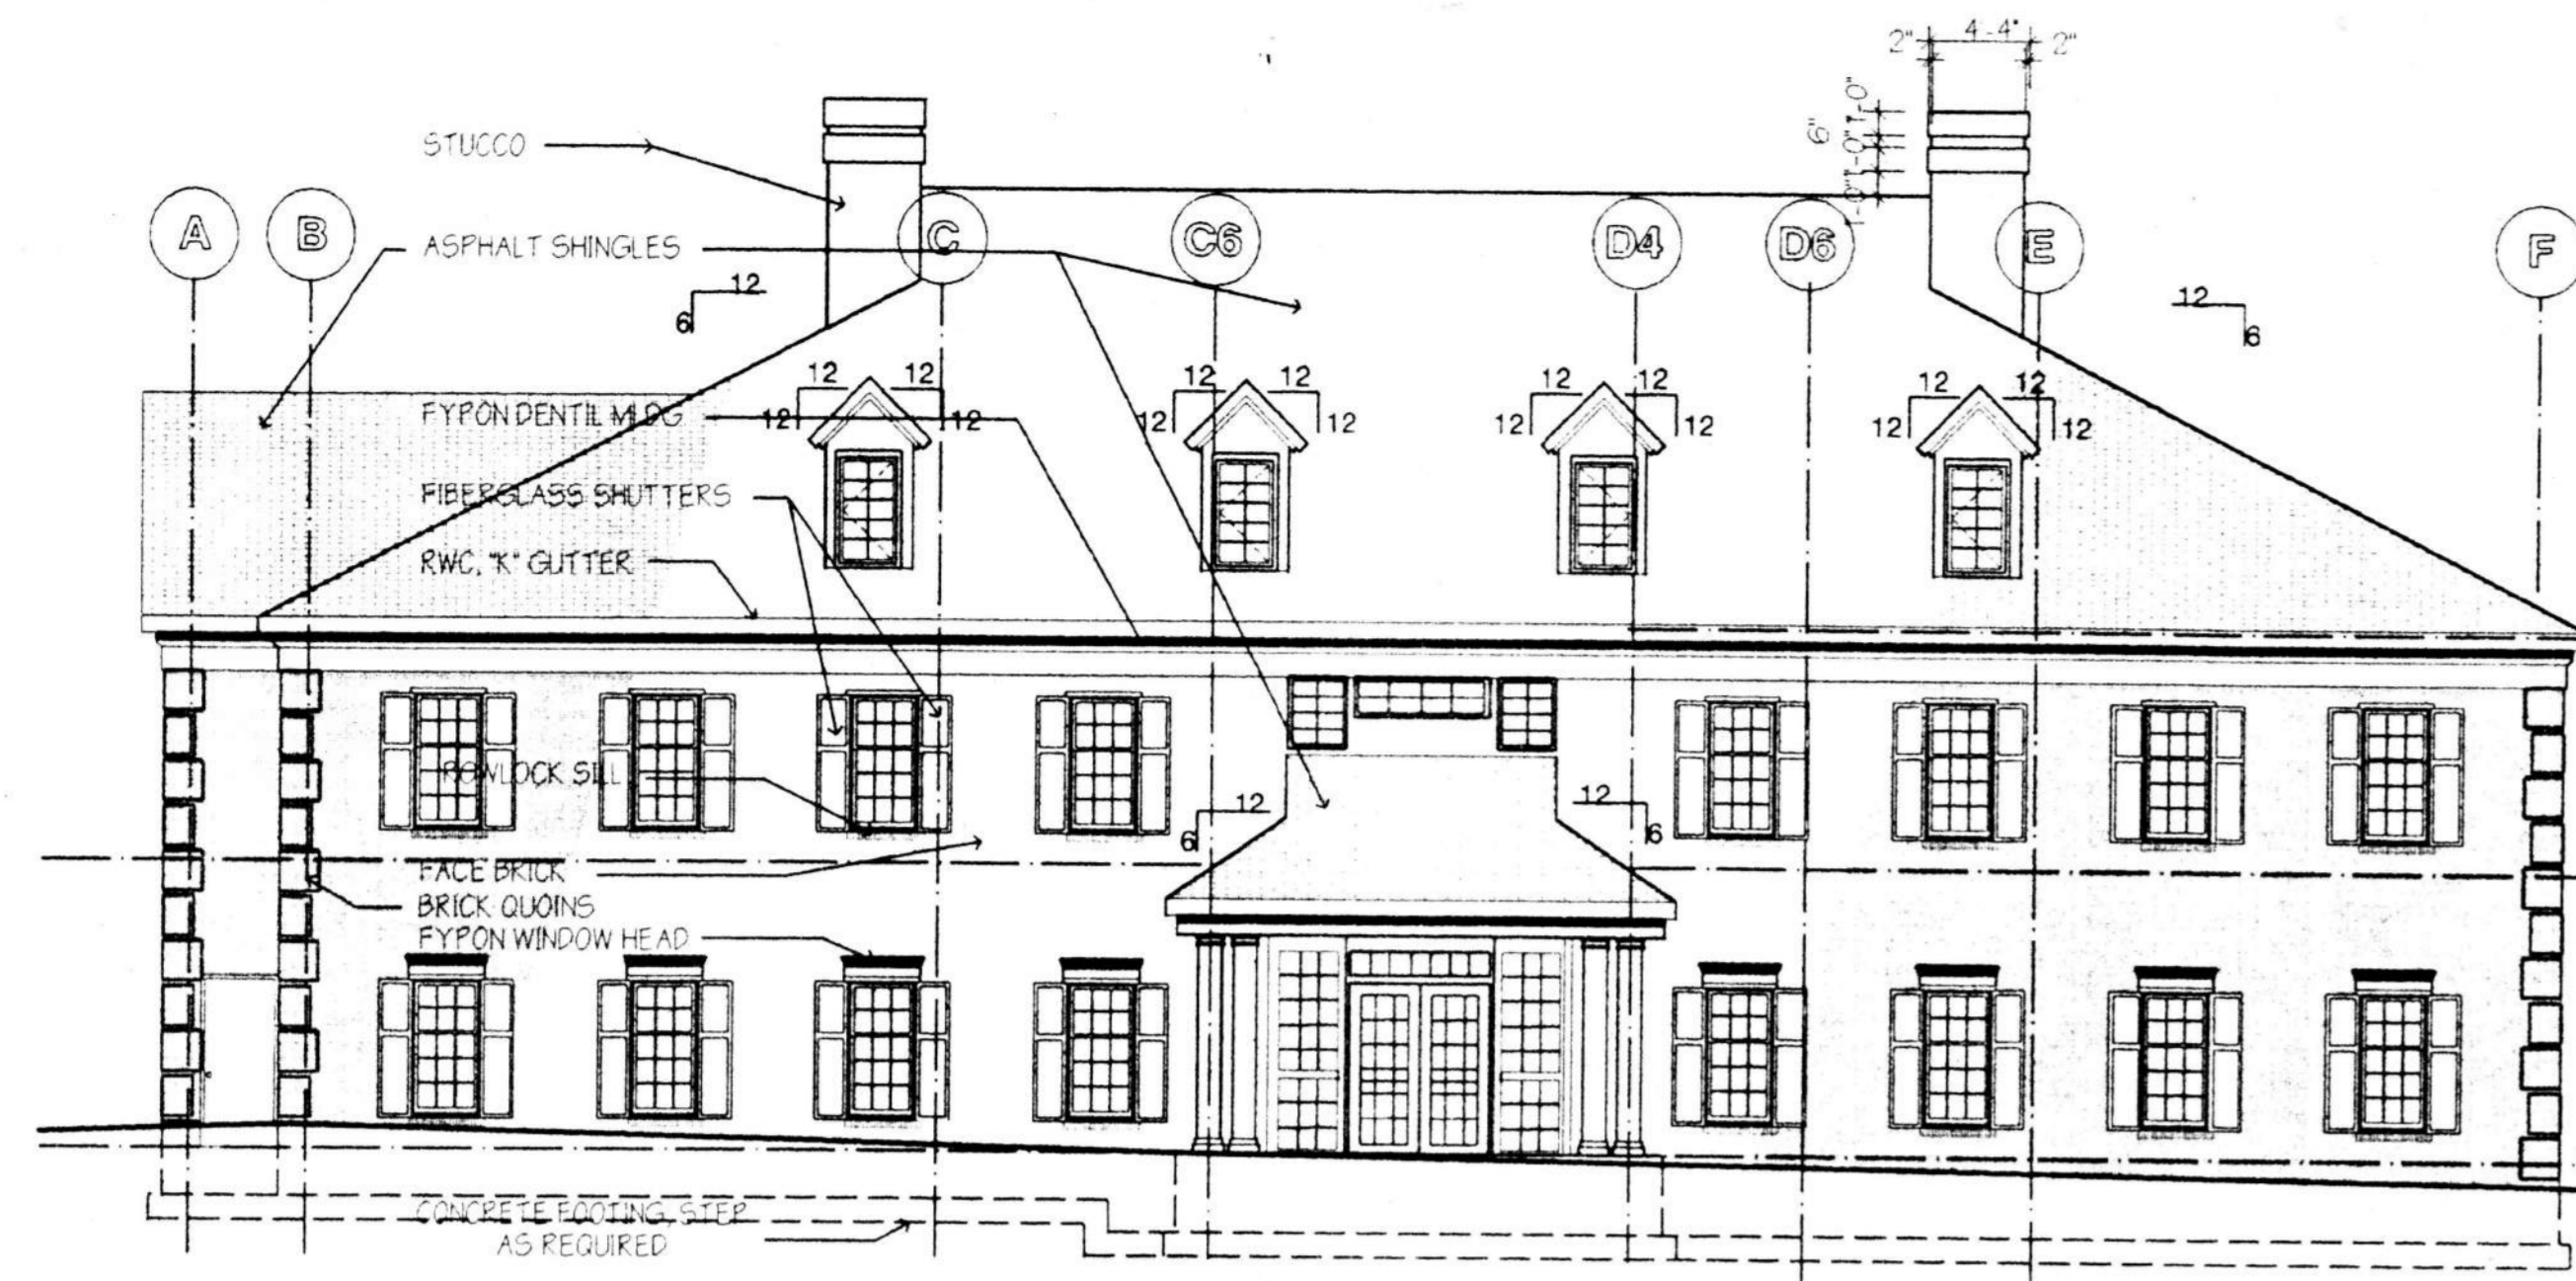 2" 4-4" 2"
1'-0"
6"
1'-0"
1'-0"
STUCCO
A B C C6 D4 D6 E F
ASPHALT SHINGLES
12
6
12
6
12 12 12 12 12 12 12 12
12 12 12 12 12 12 12 12
FYPON DENTIL MLDG
FIBERGLASS SHUTTERS
RWC, "K" GUTTER
ROWLOCK SILL
12
6
12
6
FACE BRICK
BRICK QUOINS
FYPON WINDOW HEAD
CONCRETE FOOTING, STEP
AS REQUIRED